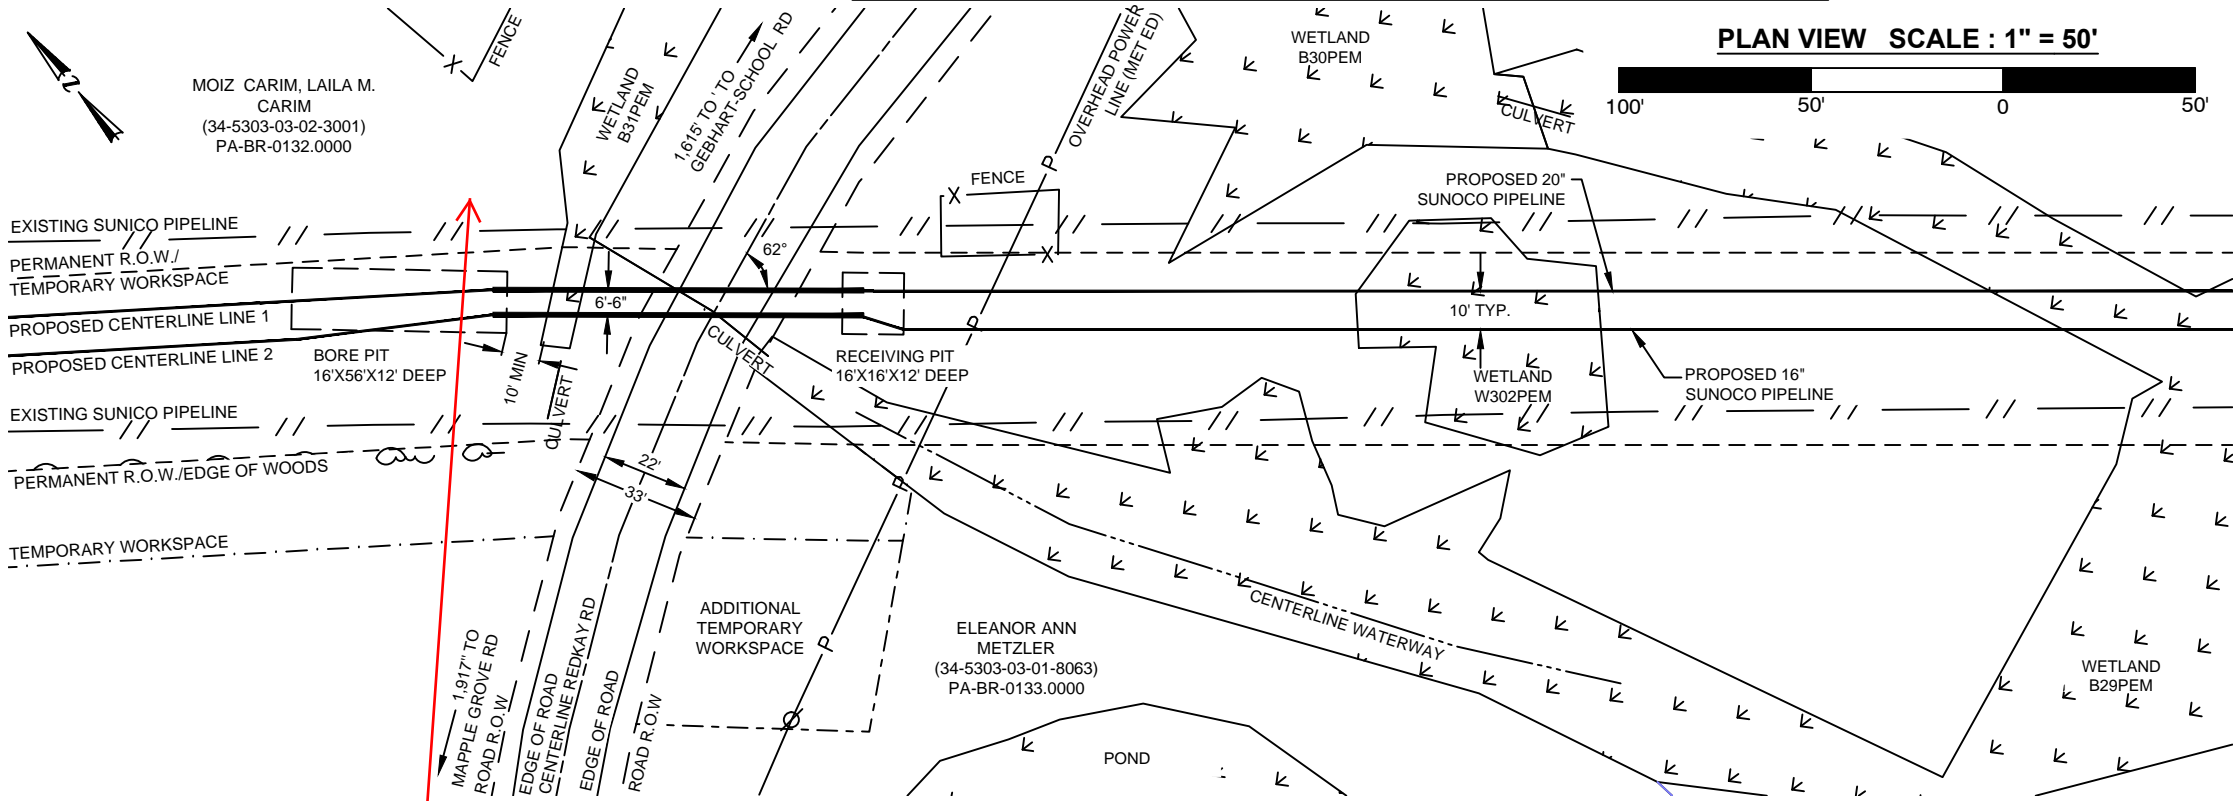 PLAN VIEW SCALE : 1" = 50'
100' 50' 0 50'
N
MOIZ CARIM, LAILA M.
CARIM
(34-5303-03-02-3001)
PA-BR-0132.0000
X
FENCE
WETLAND
B31PEM
1,615' TO ' TO
GEBHART-SCHOOL RD
OVERHEAD POWER
LINE (MET ED)
WETLAND
B30PEM
CULVERT
P
X
FENCE
X
PROPOSED 20"
SUNOCO PIPELINE
EXISTING SUNICO PIPELINE
PERMANENT R.O.W./
TEMPORARY WORKSPACE
62°
6'-6"
10' TYP.
PROPOSED CENTERLINE LINE 1
PROPOSED CENTERLINE LINE 2
P
CULVERT
BORE PIT
16'X56'X12' DEEP
10' MIN
CULVERT
RECEIVING PIT
16'X16'X12' DEEP
WETLAND
W302PEM
PROPOSED 16"
SUNOCO PIPELINE
EXISTING SUNICO PIPELINE
PERMANENT R.O.W./EDGE OF WOODS
22'
33'
P
TEMPORARY WORKSPACE
ADDITIONAL
TEMPORARY
WORKSPACE
P
ELEANOR ANN
METZLER
(34-5303-03-01-8063)
PA-BR-0133.0000
CENTERLINE WATERWAY
WETLAND
B29PEM
1,917" TO
MAPPLE GROVE RD
ROAD R.O.W
EDGE OF ROAD
CENTERLINE REDKAY RD
EDGE OF ROAD
ROAD R.O.W
POND